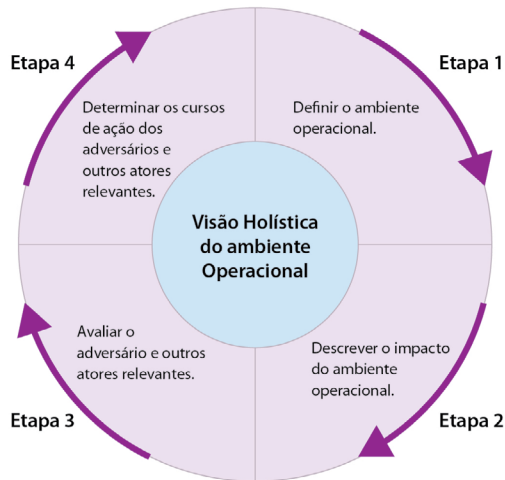 Etapa 1
Definir o ambiente
operacional.
Etapa 2
Descrever o impacto
do ambiente
operacional.
Etapa 3
Avaliar o
adversário e outros
atores relevantes.
Etapa 4
Determinar os cursos
de ação dos
adversários e
outros atores
relevantes.
Visão Holística
do ambiente
Operacional